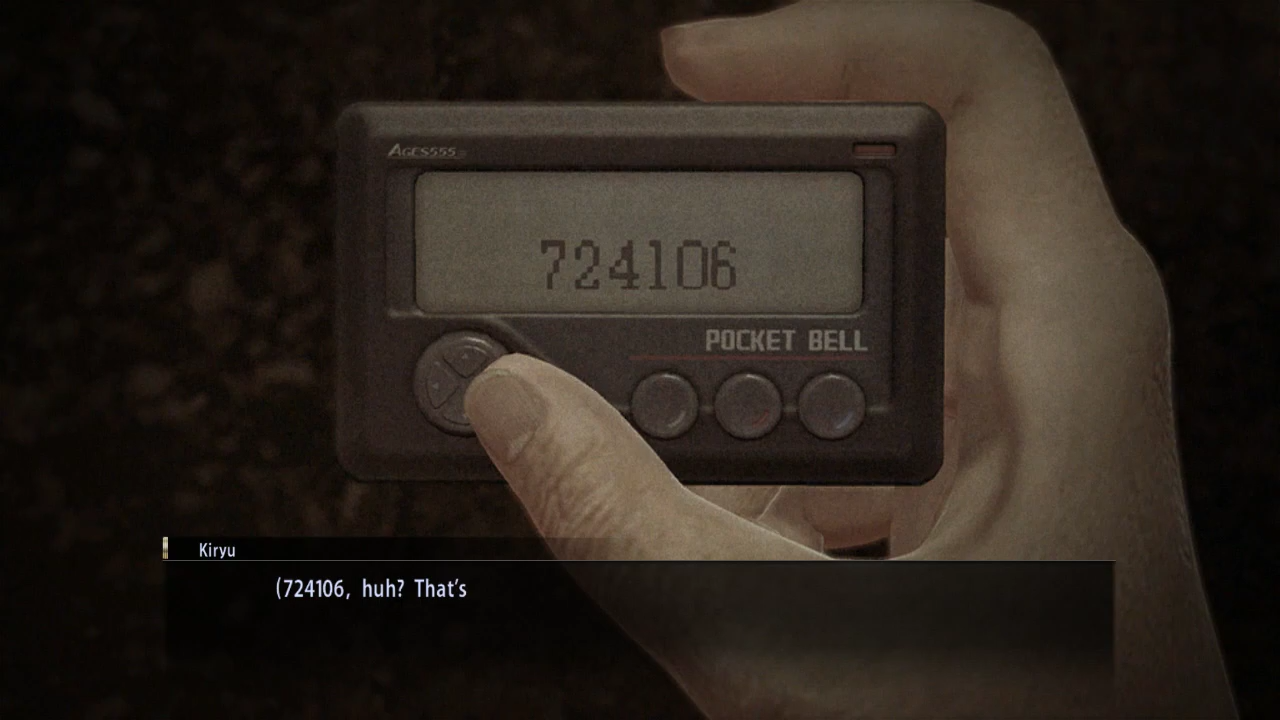 AGES555
724106
POCKET BELL
Kiryu
(724106, huh? That's